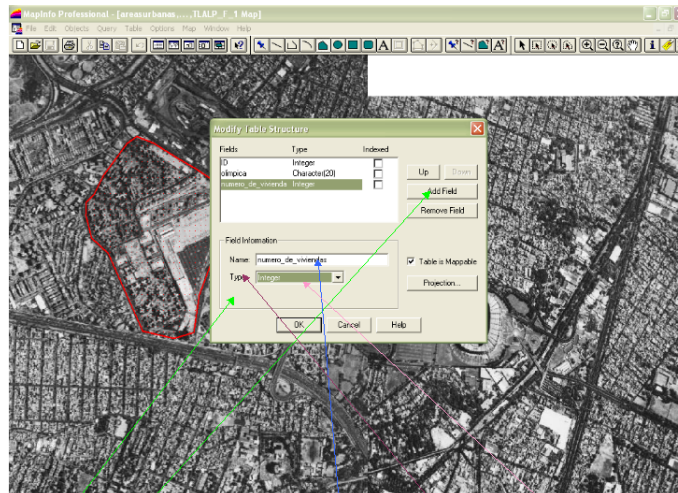 MapInfo Professional - [areasurbanas,...,TLALP_F_1 Map]
File Edit Objects Query Table Options Map Window Help
Modify Table Structure
Fields Type Indexed
ID Integer
olimpica Character(20)
numero_de_vivienda Integer
Up Down
Add Field
Remove Field
Field Information
Name: numero_de_viviendas
Type: Integer
Table is Mappable
Projection...
OK Cancel Help